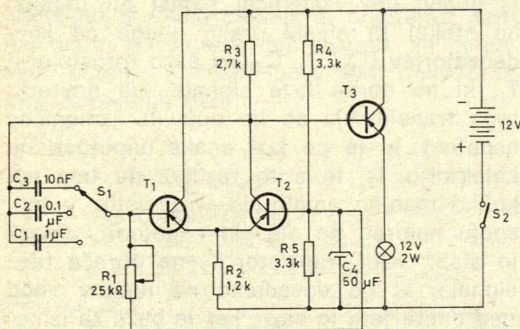 R3
2,7k
R4
3,3k
T3
−
12V
+
C3 10nF
S1
C2 0.1
µF
C1 1µF
T1
T2
S2
R1
25kΩ
R2
1,2k
R5
3,3k
C4
50µF
12V
2W